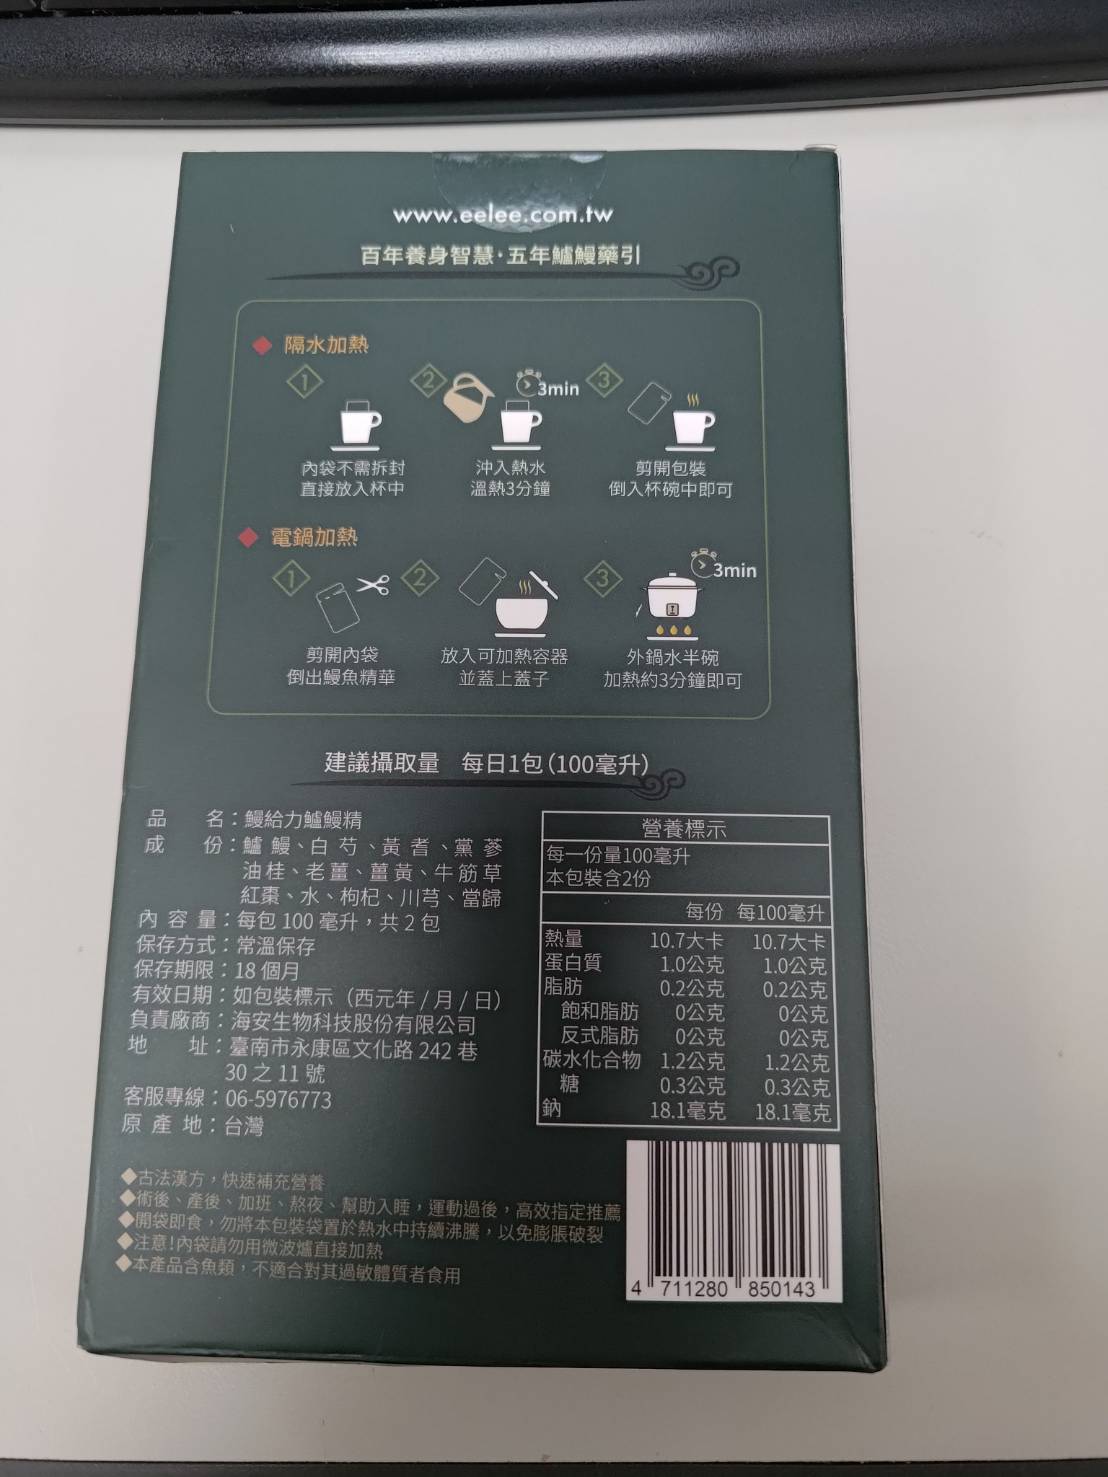 www.eelee.com.tw
百年養身智慧·五年鱸鰻藥引
隔水加熱
1
2
3min
3
內袋不需拆封
直接放入杯中
沖入熱水
溫熱3分鐘
剪開包裝
倒入杯碗中即可
電鍋加熱
1
2
3
3min
剪開內袋
倒出鰻魚精華
放入可加熱容器
並蓋上蓋子
外鍋水半碗
加熱約3分鐘即可
建議攝取量 每日1包(100毫升)
品名:鰻給力鱸鰻精
成份:鱸鰻、白芍、黃耆、黨蔘
油桂、老薑、薑黃、牛筋草
紅棗、水、枸杞、川芎、當歸
內容量:每包 100 毫升,共 2 包
保存方式:常溫保存
保存期限:18 個月
有效日期:如包裝標示(西元年/月/日)
負責廠商:海安生物科技股份有限公司
地址:臺南市永康區文化路 242 巷
30 之 11 號
客服專線:06-5976773
原產地:台灣
營養標示
每一份量100毫升
本包裝含2份
每份 每100毫升
熱量 10.7大卡 10.7大卡
蛋白質 1.0公克 1.0公克
脂肪 0.2公克 0.2公克
飽和脂肪 0公克 0公克
反式脂肪 0公克 0公克
碳水化合物 1.2公克 1.2公克
糖 0.3公克 0.3公克
鈉 18.1毫克 18.1毫克
◆古法漢方,快速補充營養
◆術後、產後、加班、熬夜、幫助入睡,運動過後,高效指定推薦
◆開袋即食,勿將本包裝袋置於熱水中持續沸騰,以免膨脹破裂
◆注意!內袋請勿用微波爐直接加熱
◆本產品含魚類,不適合對其過敏體質者食用
4 711280 850143